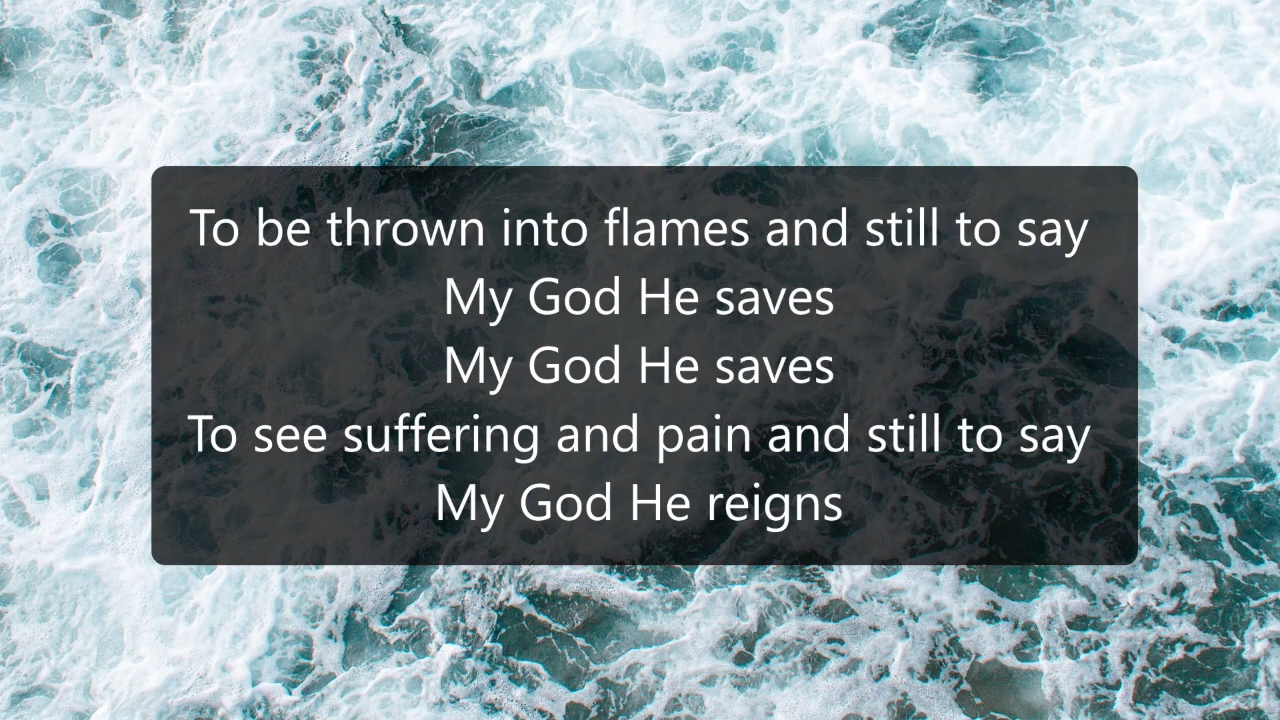 To be thrown into flames and still to say
My God He saves
My God He saves
To see suffering and pain and still to say
My God He reigns